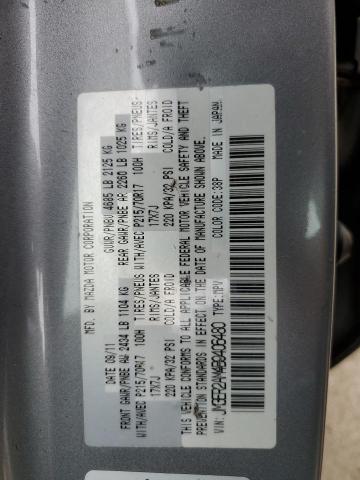 MFD. BY MAZDA MOTOR CORPORATION
DATE 09/11 GVWR/PNBV 4685 LB 2125 KG
FRONT GAWR/PNBE AV 2434 LB 1104 KG REAR GAWR/PNBE AR 2260 LB 1025 KG
WITH/AVEC P215/70R17 100H TIRES/PNEUS WITH/AVEC P215/70R17 100H TIRES/PNEUS
17X7J RIMS/JANTES 17X7J RIMS/JANTES
220 KPA/32 PSI COLD/A FROID 220 KPA/32 PSI COLD/A FROID
THIS VEHICLE CONFORMS TO ALL APPLICABLE FEDERAL MOTOR VEHICLE SAFETY AND THEFT
PREVENTION STANDARDS IN EFFECT ON THE DATE OF MANUFACTURE SHOWN ABOVE.
TYPE:MPV COLOR CODE:38P MADE IN JAPAN